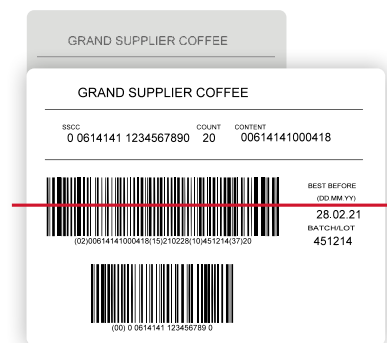 GRAND SUPPLIER COFFEE
GRAND SUPPLIER COFFEE
SSCC COUNT CONTENT
0 0614141 1234567890 20 00614141000418
BEST BEFORE
(DD.MM.YY)
28.02.21
BATCH/LOT
451214
(02)00614141000418(15)210228(10)451214(37)20
(00) 0 0614141 123456789 0